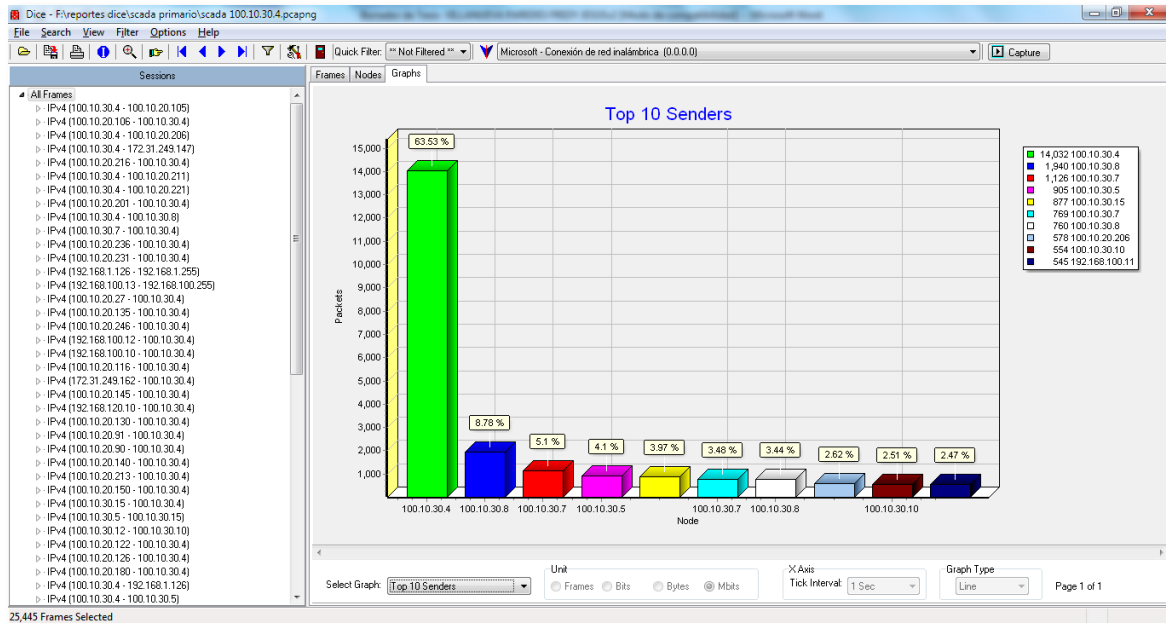 Dice - F:\reportes dice\scada primario\scada 100.10.30.4.pcapng
File Search View Filter Options Help
Quick Filter: ** Not Filtered ** Microsoft - Conexión de red inalámbrica (0.0.0.0) Capture
Sessions
Frames Nodes Graphs
All Frames
IPv4 (100.10.30.4 - 100.10.20.105)
IPv4 (100.10.20.106 - 100.10.30.4)
IPv4 (100.10.30.4 - 100.10.20.206)
IPv4 (100.10.30.4 - 172.31.249.147)
IPv4 (100.10.20.216 - 100.10.30.4)
IPv4 (100.10.30.4 - 100.10.20.211)
IPv4 (100.10.30.4 - 100.10.20.221)
IPv4 (100.10.20.201 - 100.10.30.4)
IPv4 (100.10.30.4 - 100.10.30.8)
IPv4 (100.10.30.7 - 100.10.30.4)
IPv4 (100.10.20.236 - 100.10.30.4)
IPv4 (100.10.20.231 - 100.10.30.4)
IPv4 (192.168.1.126 - 192.168.1.255)
IPv4 (192.168.100.13 - 192.168.100.255)
IPv4 (100.10.20.27 - 100.10.30.4)
IPv4 (100.10.20.135 - 100.10.30.4)
IPv4 (100.10.20.246 - 100.10.30.4)
IPv4 (192.168.100.12 - 100.10.30.4)
IPv4 (192.168.100.10 - 100.10.30.4)
IPv4 (100.10.20.116 - 100.10.30.4)
IPv4 (172.31.249.162 - 100.10.30.4)
IPv4 (100.10.20.145 - 100.10.30.4)
IPv4 (192.168.120.10 - 100.10.30.4)
IPv4 (100.10.20.130 - 100.10.30.4)
IPv4 (100.10.20.91 - 100.10.30.4)
IPv4 (100.10.20.90 - 100.10.30.4)
IPv4 (100.10.20.140 - 100.10.30.4)
IPv4 (100.10.20.213 - 100.10.30.4)
IPv4 (100.10.20.150 - 100.10.30.4)
IPv4 (100.10.30.15 - 100.10.30.4)
IPv4 (100.10.30.5 - 100.10.30.15)
IPv4 (100.10.30.12 - 100.10.30.10)
IPv4 (100.10.20.122 - 100.10.30.4)
IPv4 (100.10.20.126 - 100.10.30.4)
IPv4 (100.10.20.180 - 100.10.30.4)
IPv4 (100.10.30.4 - 192.168.1.126)
IPv4 (100.10.30.4 - 100.10.30.5)
Top 10 Senders
15,000
14,000
13,000
12,000
11,000
10,000
9,000
8,000
7,000
6,000
5,000
4,000
3,000
2,000
1,000
Packets
63.53 %
8.78 %
5.1 %
4.1 %
3.97 %
3.48 %
3.44 %
2.62 %
2.51 %
2.47 %
100.10.30.4 100.10.30.8 100.10.30.7 100.10.30.5 100.10.30.7 100.10.30.8 100.10.30.10
Node
14,032 100.10.30.4
1,940 100.10.30.8
1,126 100.10.30.7
905 100.10.30.5
877 100.10.30.15
769 100.10.30.7
760 100.10.30.8
578 100.10.20.206
554 100.10.30.10
545 192.168.100.11
Select Graph: Top 10 Senders
Unit
Frames Bits Bytes Mbits
X Axis
Tick Interval: 1 Sec
Graph Type
Line
Page 1 of 1
25,445 Frames Selected